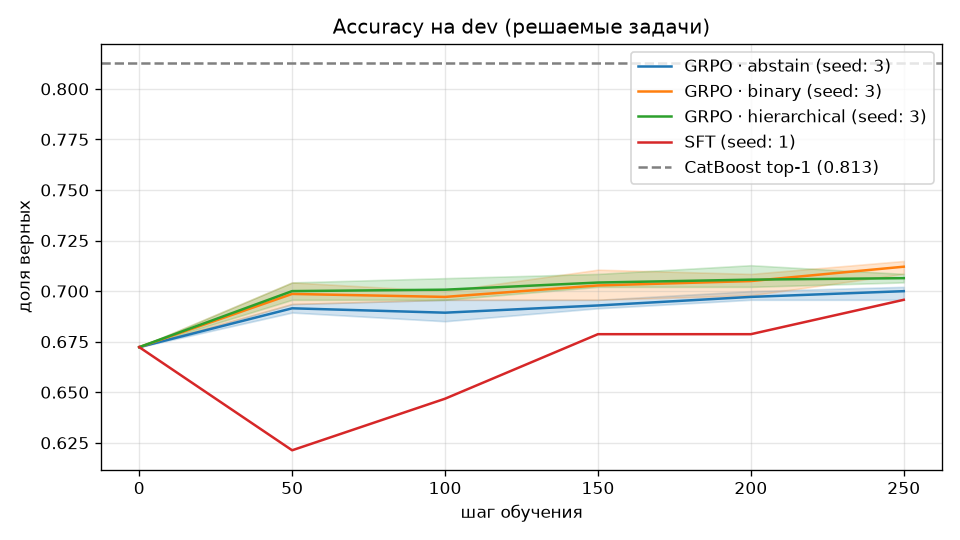 Accuracy на dev (решаемые задачи)
GRPO · abstain (seed: 3)
GRPO · binary (seed: 3)
GRPO · hierarchical (seed: 3)
SFT (seed: 1)
CatBoost top-1 (0.813)
доля верных
0.800
0.775
0.750
0.725
0.700
0.675
0.650
0.625
0 50 100 150 200 250
шаг обучения